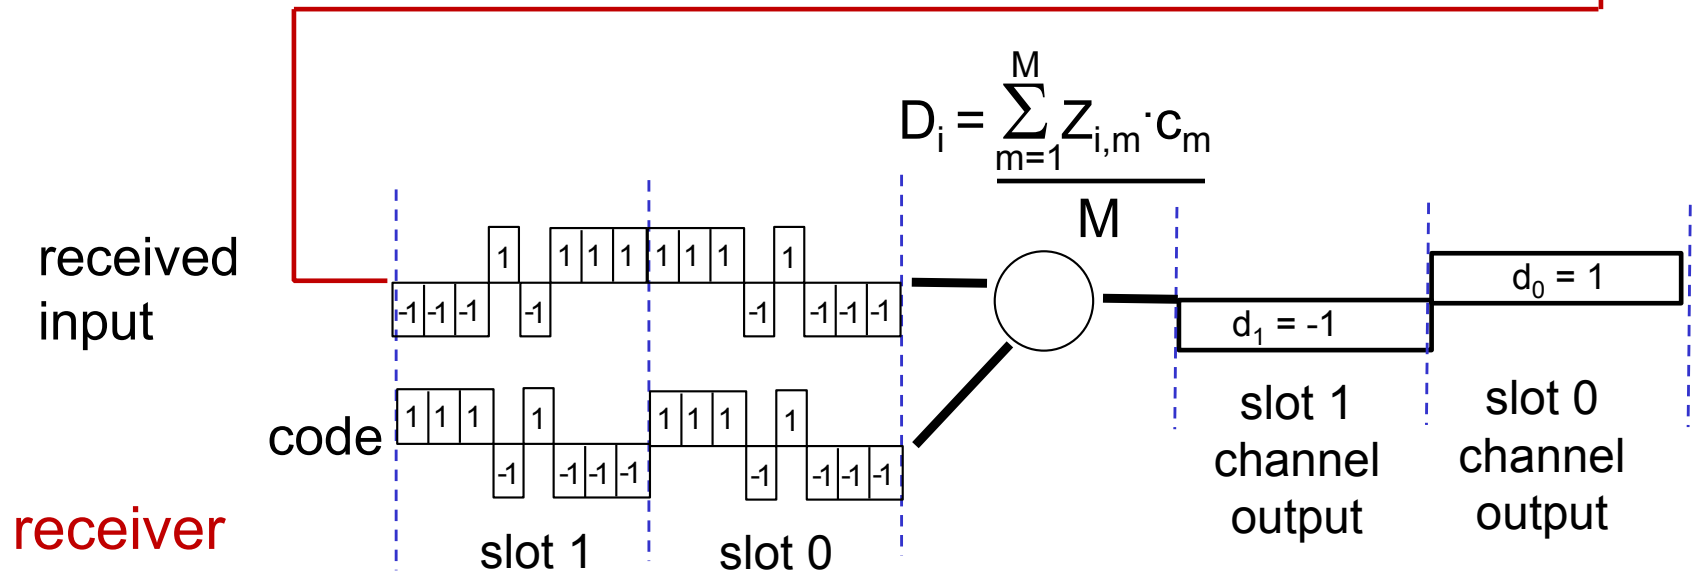 M
D_i = ∑ Z_i,m · c_m
m=1
M
received
input
1 1 1 1 1 1 1 1
-1 -1 -1 -1 -1 -1 -1 -1
d_0 = 1
d_1 = -1
code
1 1 1 1 1 1 1 1
-1 -1 -1 -1 -1 -1 -1 -1
receiver
slot 1
slot 0
slot 1
channel
output
slot 0
channel
output